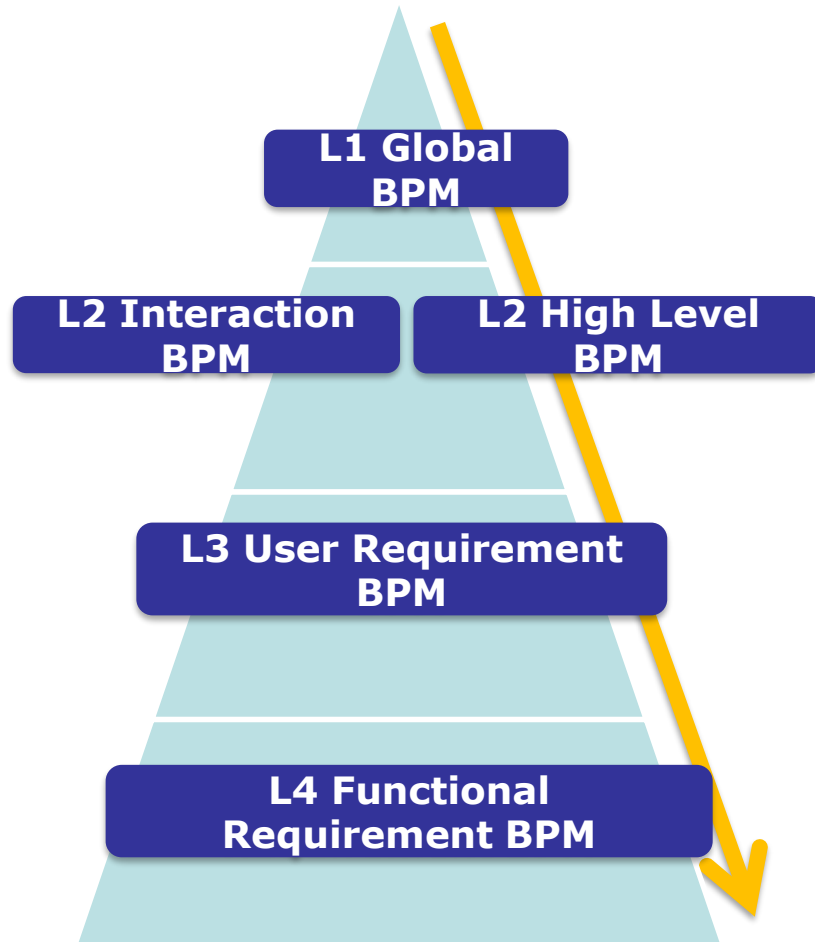 L1 Global
BPM
L2 Interaction
BPM
L2 High Level
BPM
L3 User Requirement
BPM
L4 Functional
Requirement BPM